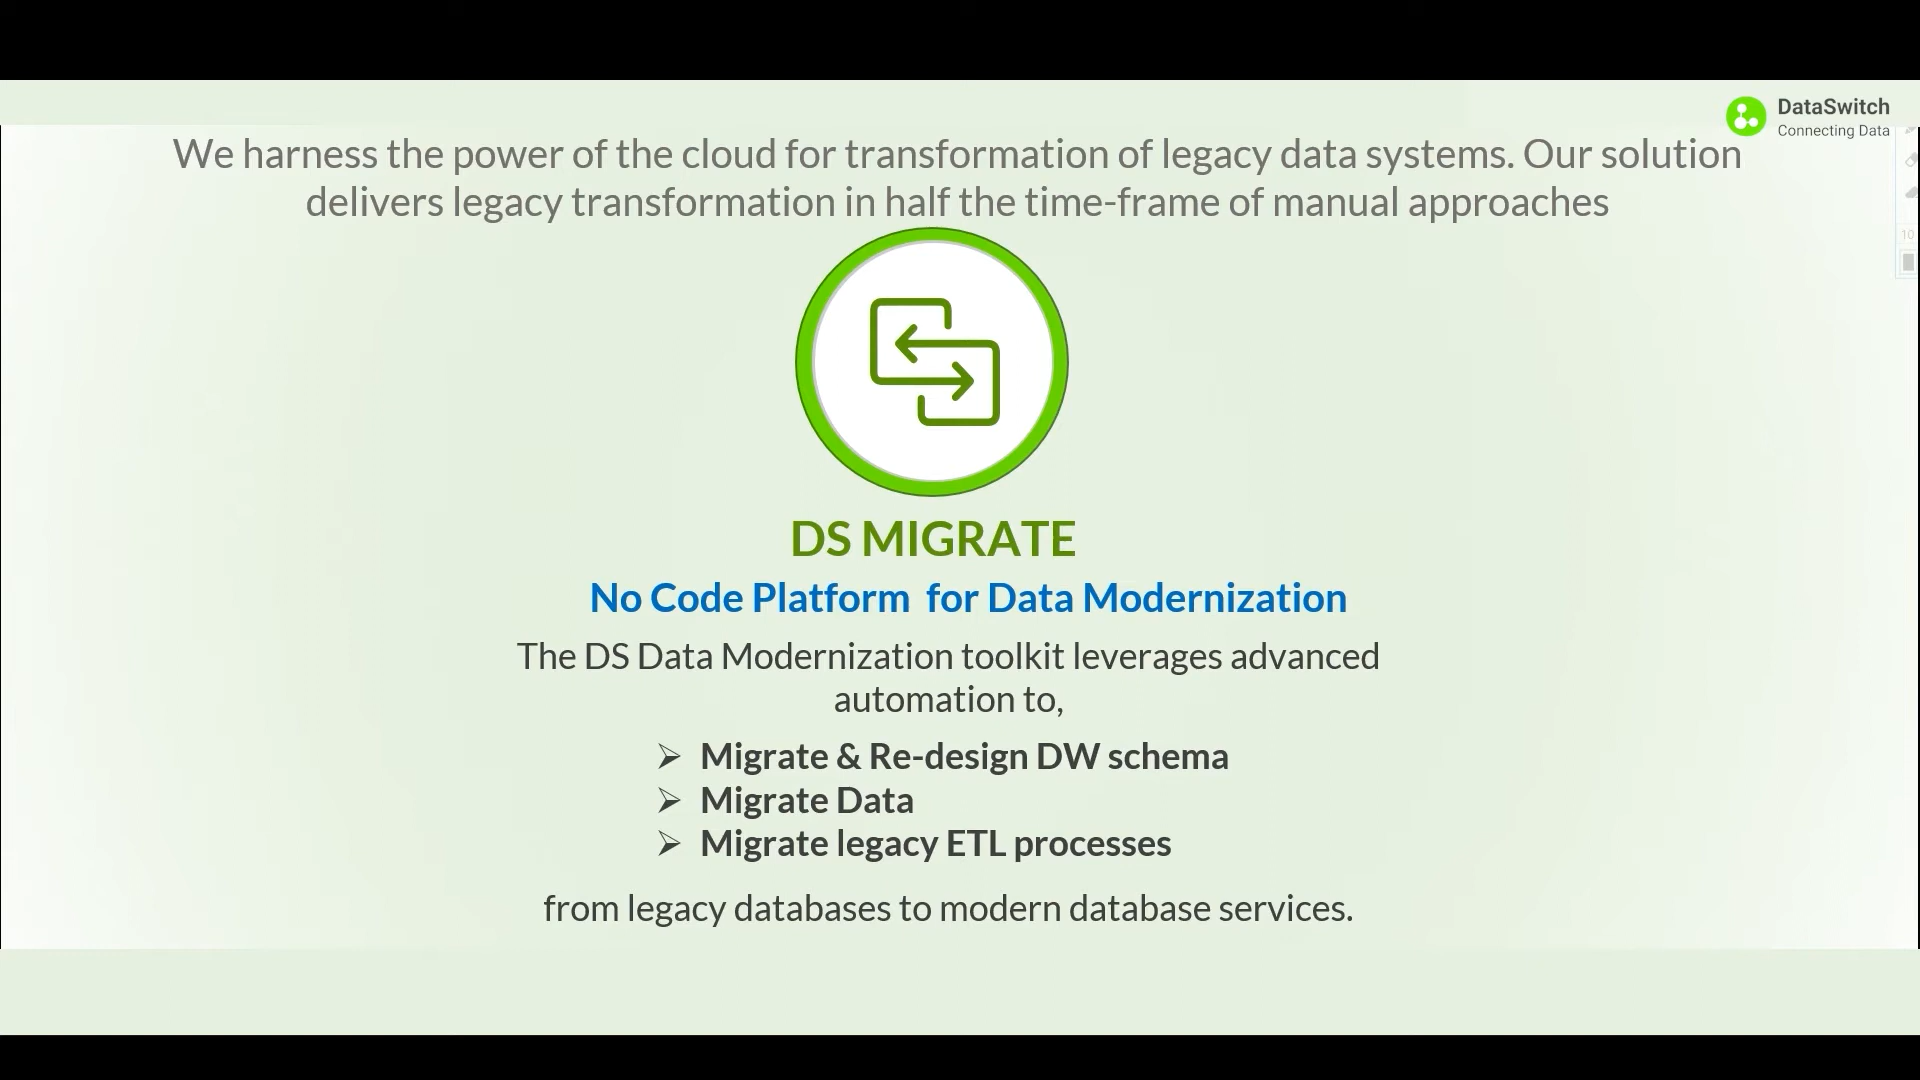 DataSwitch
Connecting Data
We harness the power of the cloud for transformation of legacy data systems. Our solution
delivers legacy transformation in half the time-frame of manual approaches
10
DS MIGRATE
No Code Platform for Data Modernization
The DS Data Modernization toolkit leverages advanced
automation to,
➢ Migrate & Re-design DW schema
➢ Migrate Data
➢ Migrate legacy ETL processes
from legacy databases to modern database services.